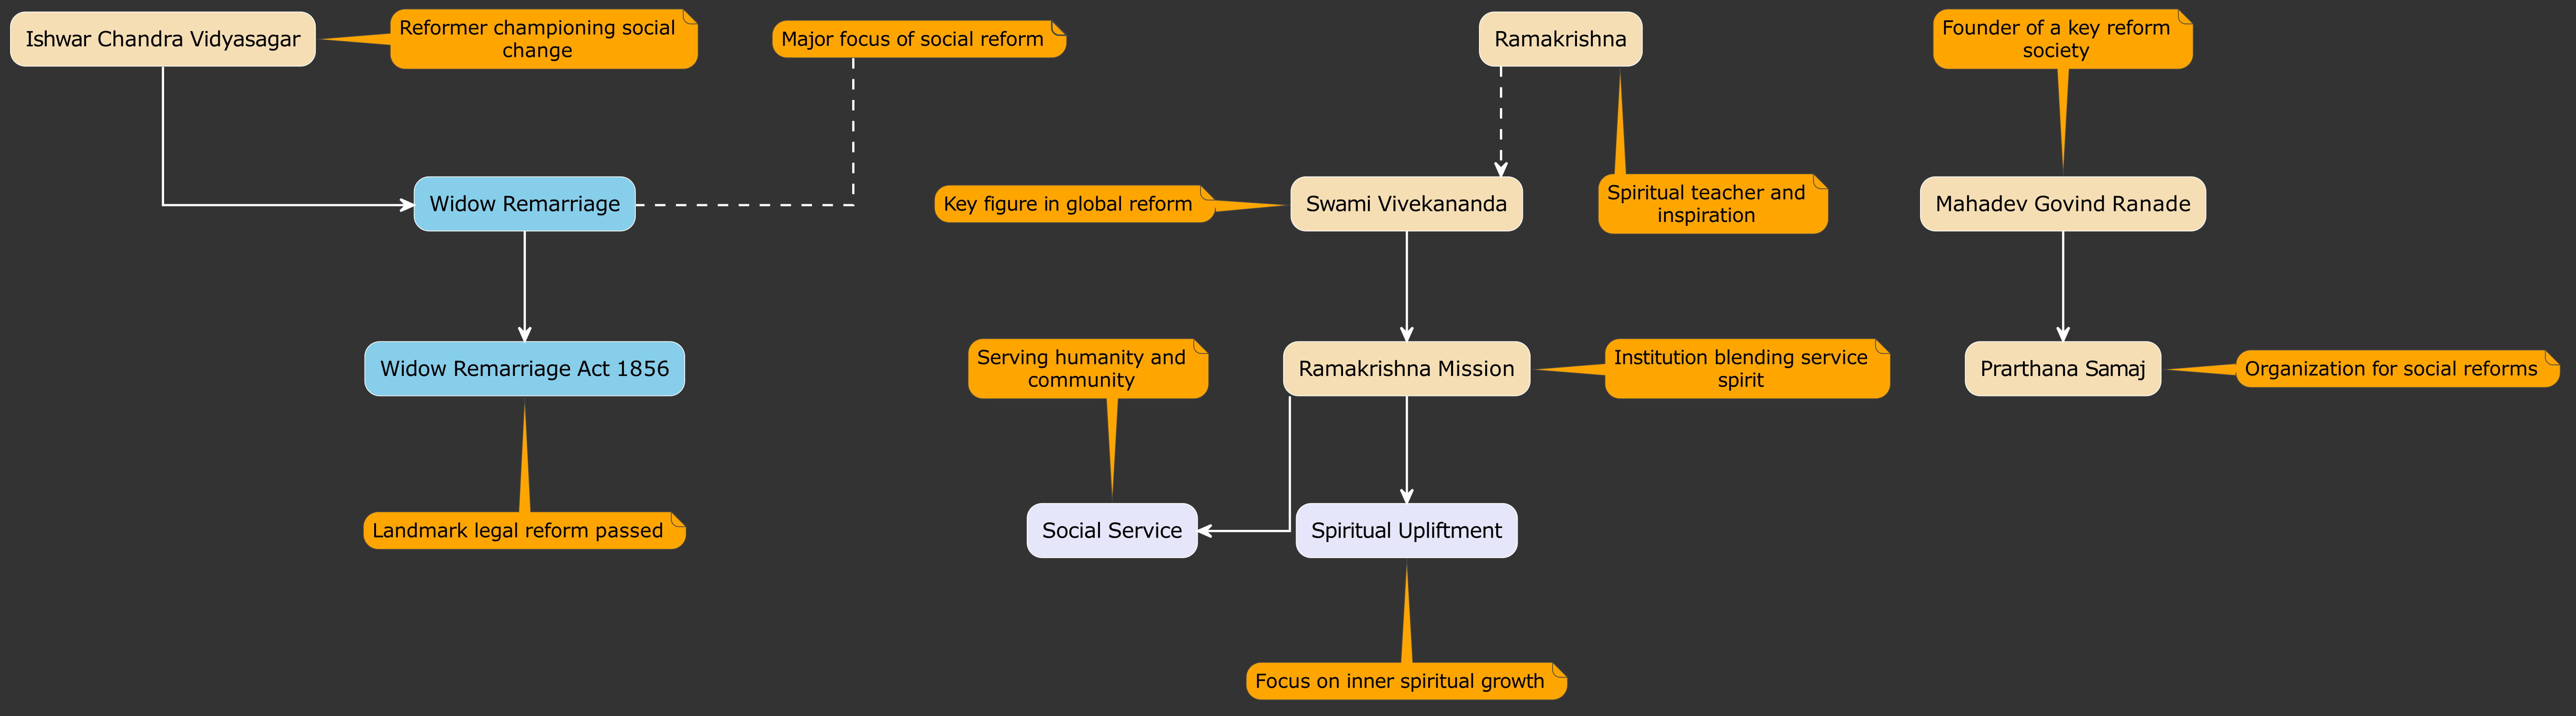 Ishwar Chandra Vidyasagar
Reformer championing social
change
Major focus of social reform
Ramakrishna
Founder of a key reform
society
Widow Remarriage
Key figure in global reform
Swami Vivekananda
Spiritual teacher and
inspiration
Mahadev Govind Ranade
Widow Remarriage Act 1856
Serving humanity and
community
Ramakrishna Mission
Institution blending service
spirit
Prarthana Samaj
Organization for social reforms
Landmark legal reform passed
Social Service
Spiritual Upliftment
Focus on inner spiritual growth